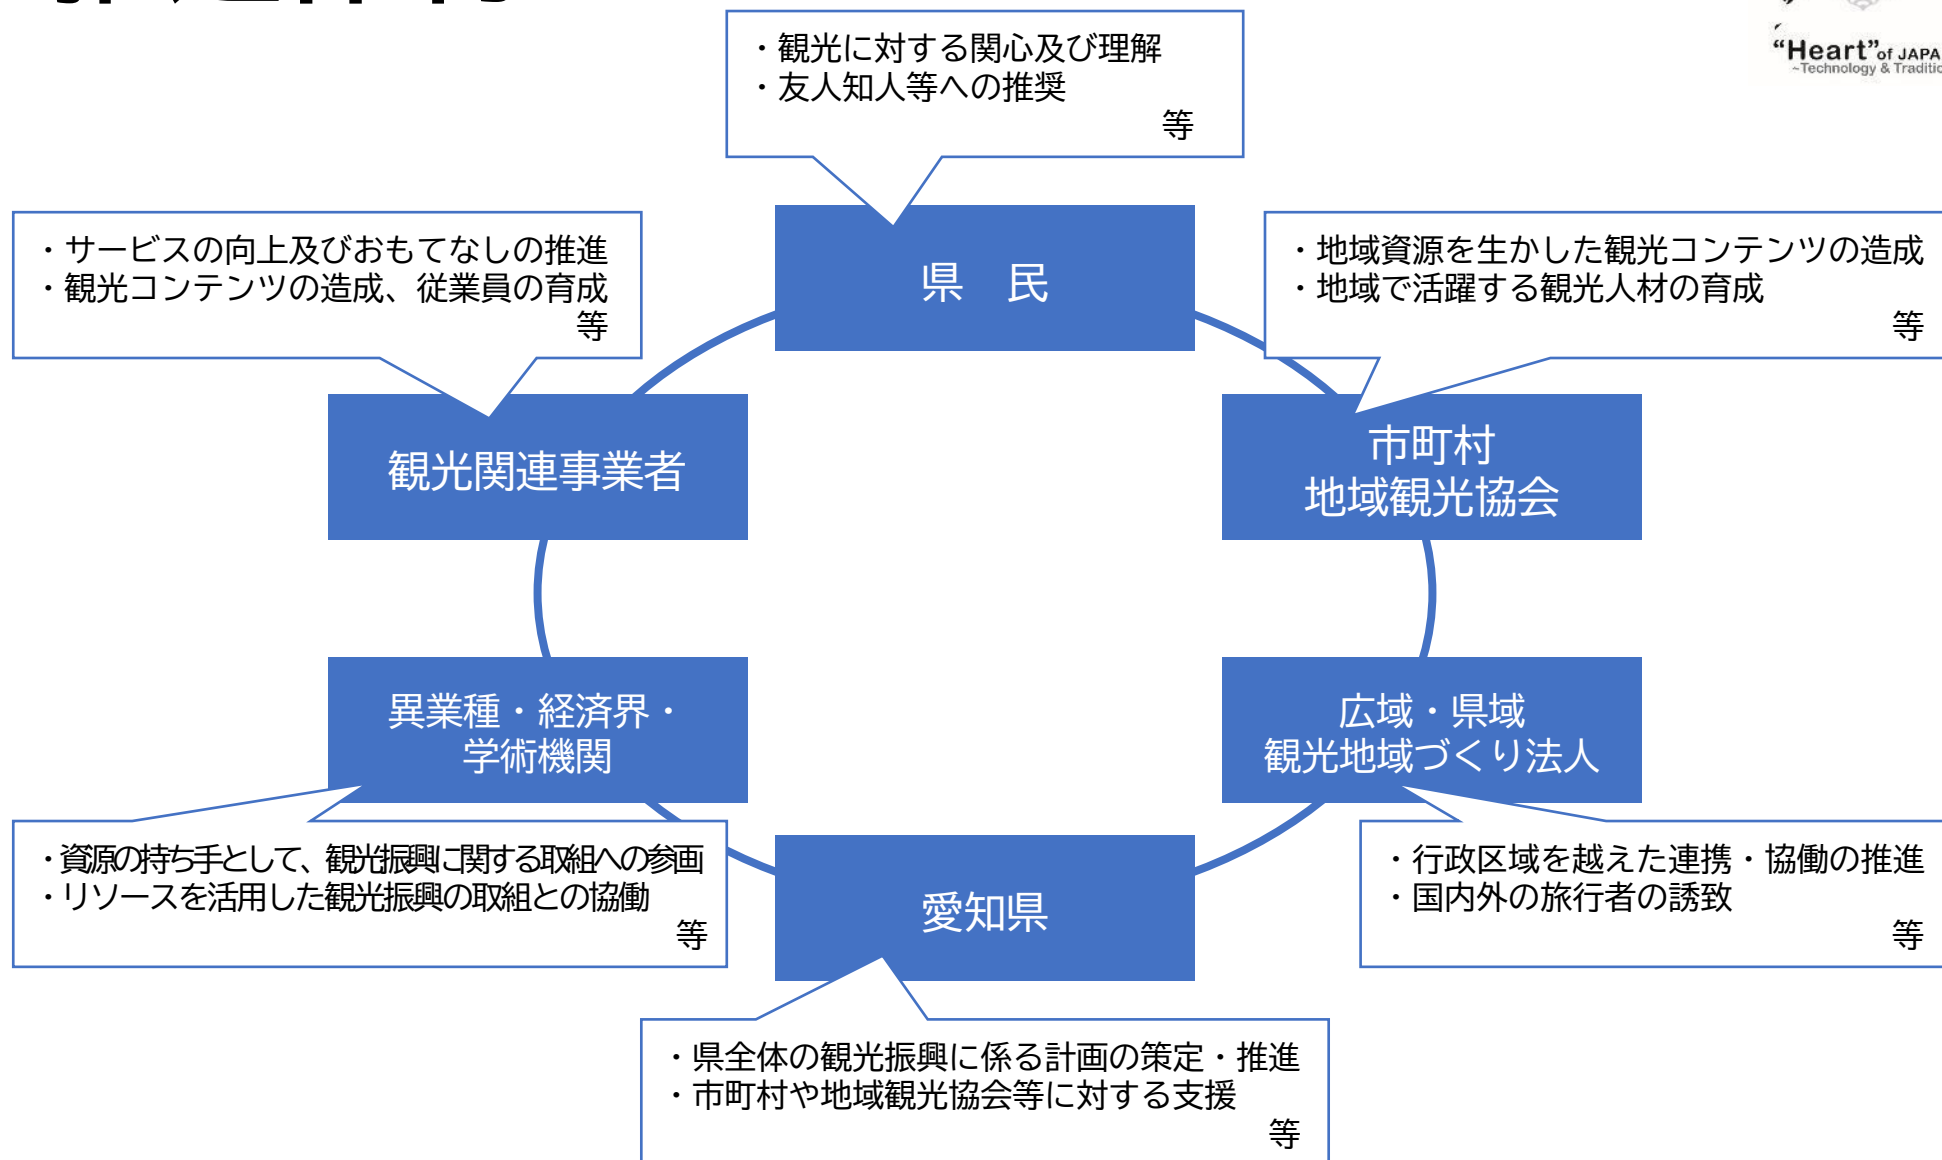 ・観光に対する関心及び理解
・友人知人等への推奨
等
“Heart” of JAPA
~Technology & Traditi
・サービスの向上及びおもてなしの推進
・観光コンテンツの造成、従業員の育成
等
県　民
・地域資源を生かした観光コンテンツの造成
・地域で活躍する観光人材の育成
等
観光関連事業者
市町村
地域観光協会
異業種・経済界・
学術機関
広域・県域
観光地域づくり法人
・資源の持ち手として、観光振興に関する取組への参画
・リソースを活用した観光振興の取組との協働
等
愛知県
・行政区域を越えた連携・協働の推進
・国内外の旅行者の誘致
等
・県全体の観光振興に係る計画の策定・推進
・市町村や地域観光協会等に対する支援
等